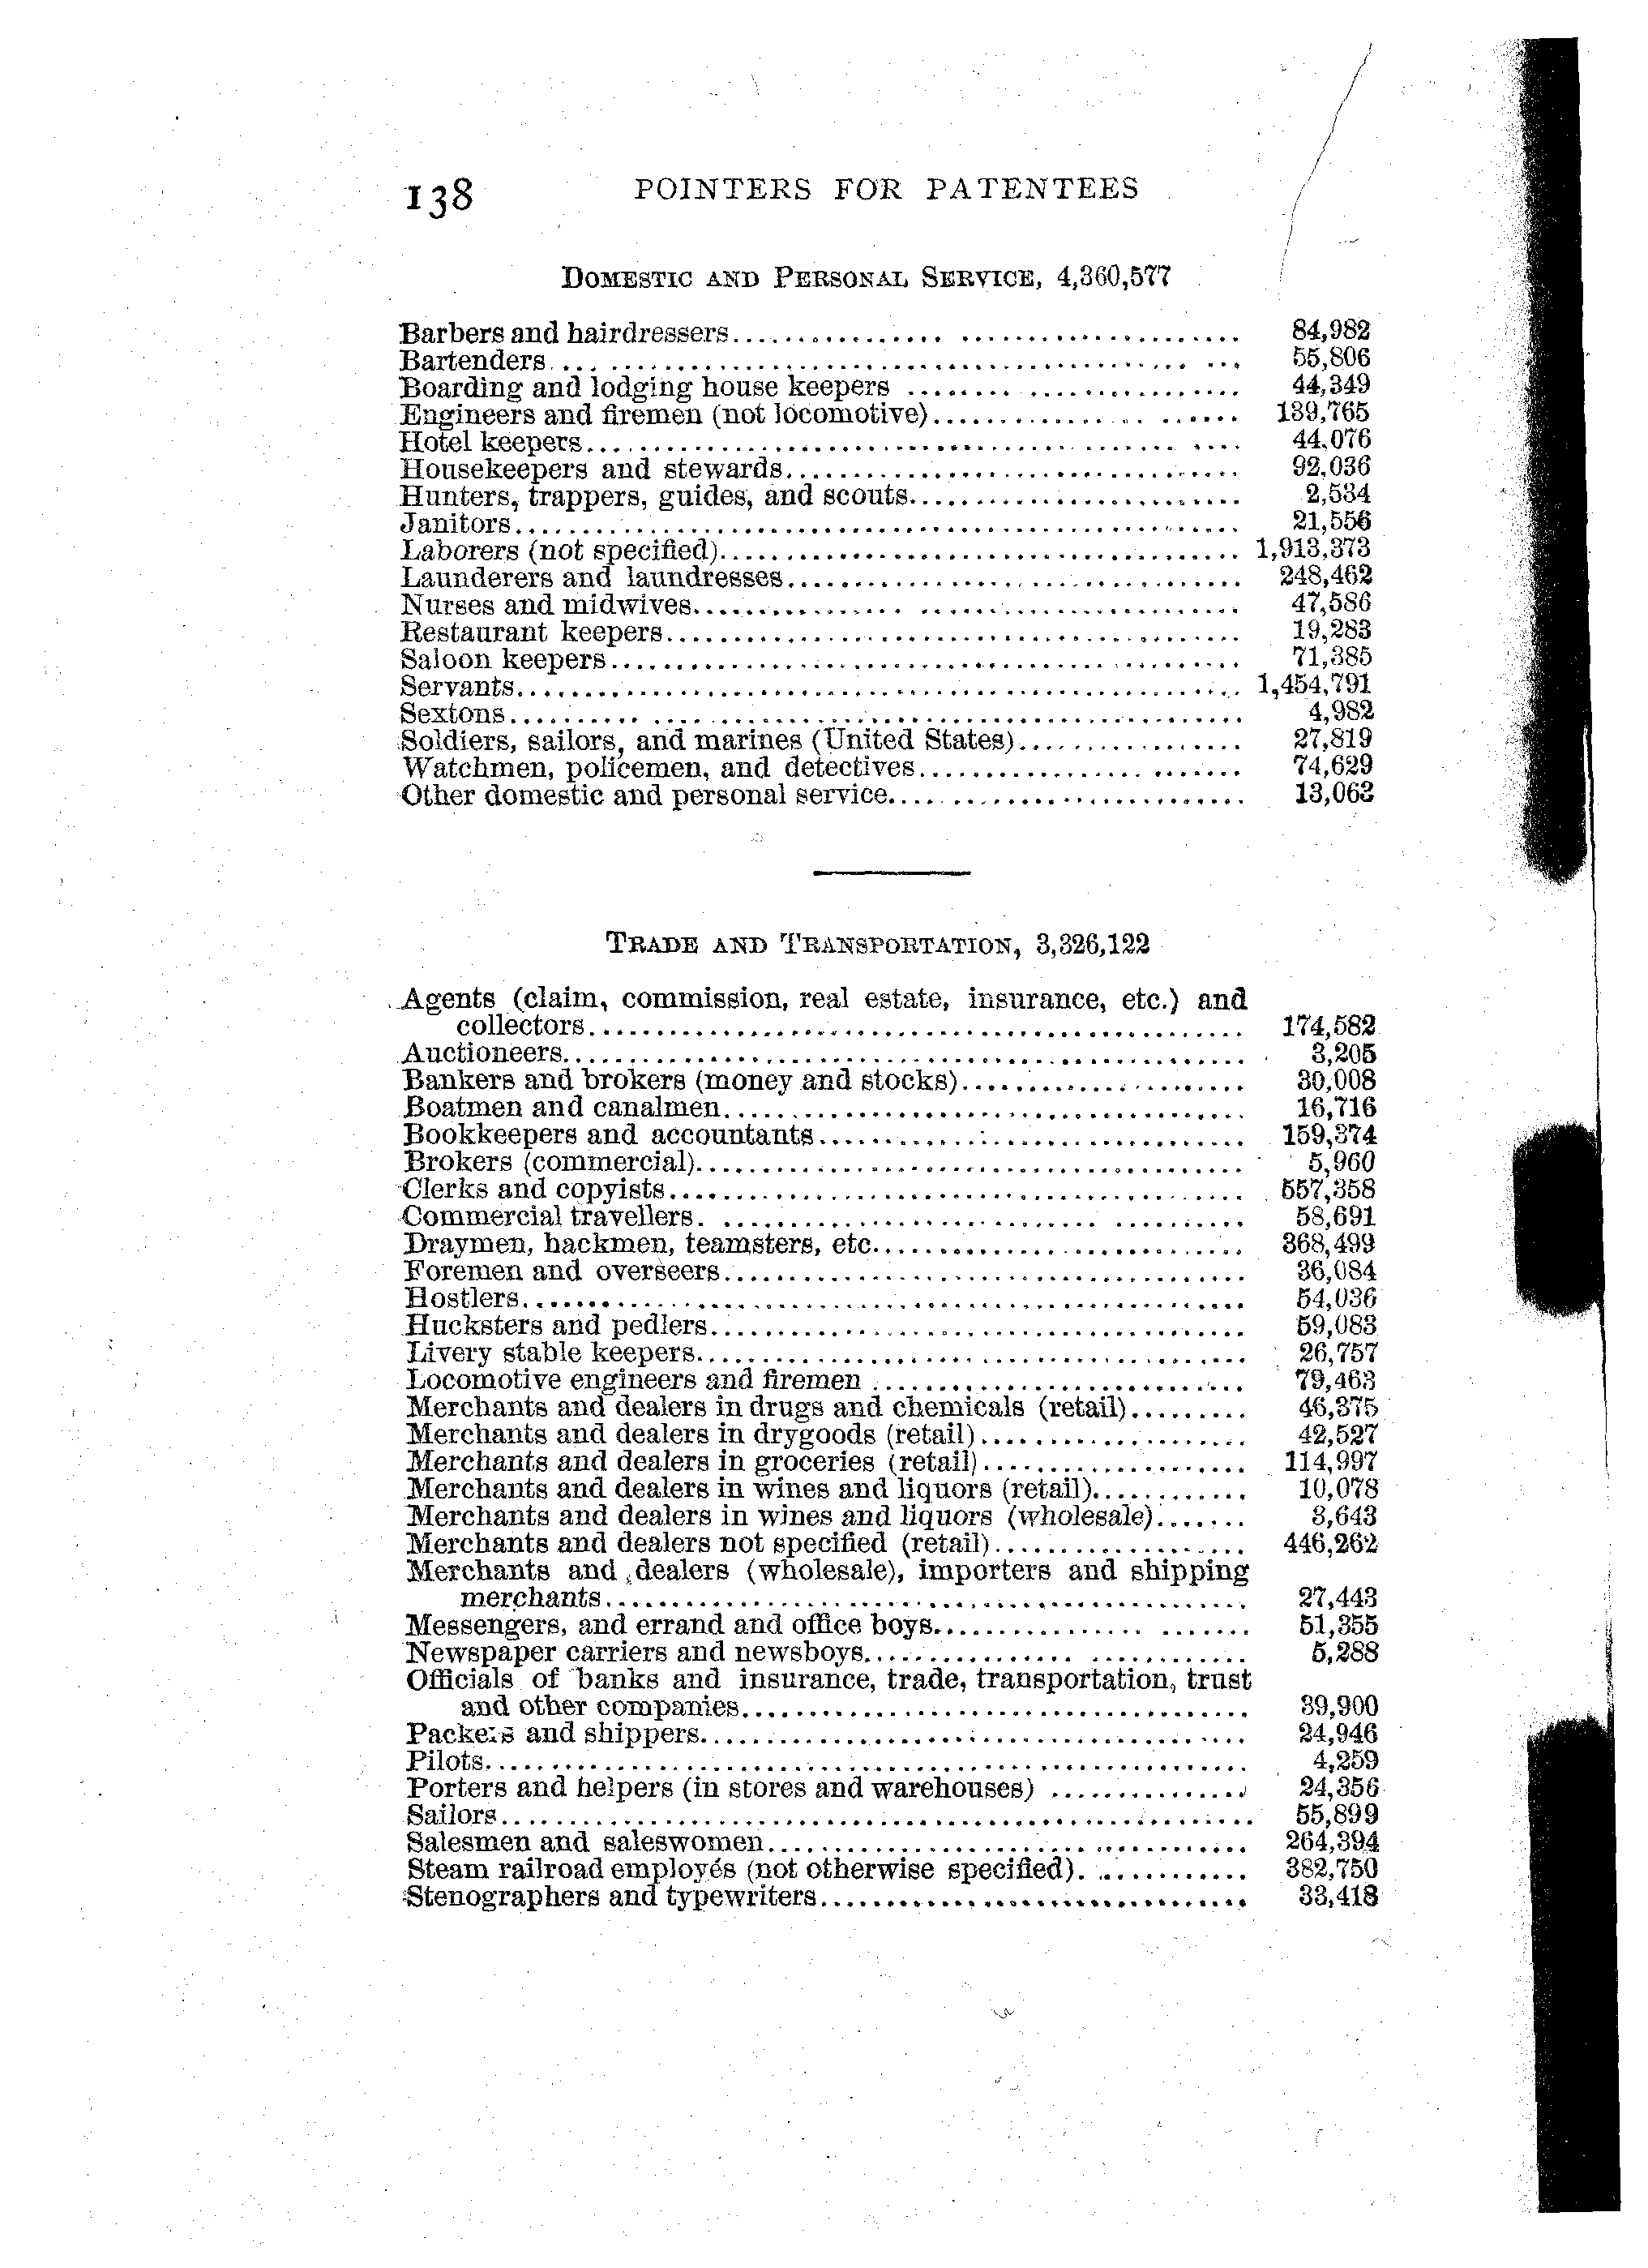 138 POINTERS FOR PATENTEES
DOMESTIC AND PERSONAL SERVICE, 4,360,577
Barbers and hairdressers........ 84,982
Bartenders........ 55,806
Boarding and lodging house keepers ........ 44,349
Engineers and firemen (not locomotive)........ 139,765
Hotel keepers........ 44,076
Housekeepers and stewards........ 92,036
Hunters, trappers, guides, and scouts........ 2,534
Janitors........ 21,556
Laborers (not specified)........ 1,913,373
Launderers and laundresses........ 248,462
Nurses and midwives........ 47,586
Restaurant keepers........ 19,283
Saloon keepers........ 71,385
Servants........ 1,454,791
Sextons........ 4,982
Soldiers, sailors, and marines (United States)........ 27,819
Watchmen, policemen, and detectives........ 74,629
Other domestic and personal service........ 13,063
TRADE AND TRANSPORTATION, 3,326,122
Agents (claim, commission, real estate, insurance, etc.) and
collectors........ 174,582
Auctioneers........ 3,205
Bankers and brokers (money and stocks)........ 30,008
Boatmen and canalmen........ 16,716
Bookkeepers and accountants........ 159,374
Brokers (commercial)........ 5,960
Clerks and copyists........ 557,358
Commercial travellers........ 58,691
Draymen, hackmen, teamsters, etc........ 368,499
Foremen and overseers........ 36,084
Hostlers........ 54,036
Hucksters and pedlers........ 59,083
Livery stable keepers........ 26,757
Locomotive engineers and firemen ........ 79,463
Merchants and dealers in drugs and chemicals (retail)........ 46,375
Merchants and dealers in drygoods (retail)........ 42,527
Merchants and dealers in groceries (retail)........ 114,997
Merchants and dealers in wines and liquors (retail)........ 10,078
Merchants and dealers in wines and liquors (wholesale)....... 3,643
Merchants and dealers not specified (retail)........ 446,262
Merchants and dealers (wholesale), importers and shipping
merchants........ 27,443
Messengers, and errand and office boys........ 51,355
Newspaper carriers and newsboys........ 5,288
Officials of banks and insurance, trade, transportation, trust
and other companies........ 39,900
Packers and shippers........ 24,946
Pilots........ 4,259
Porters and helpers (in stores and warehouses) ........ 24,356
Sailors........ 55,899
Salesmen and saleswomen........ 264,394
Steam railroad employés (not otherwise specified)........ 382,750
Stenographers and typewriters........ 33,418